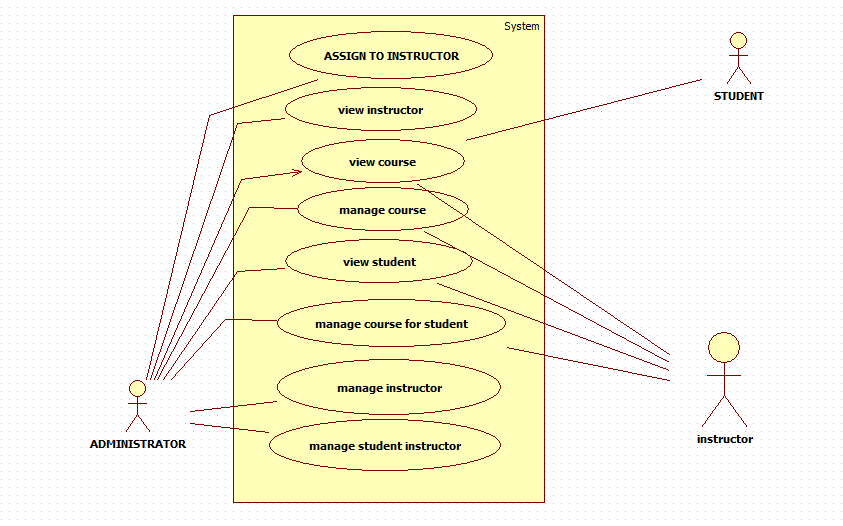 System
ASSIGN TO INSTRUCTOR
view instructor
view course
manage course
view student
manage course for student
manage instructor
manage student instructor
STUDENT
ADMINISTRATOR
instructor